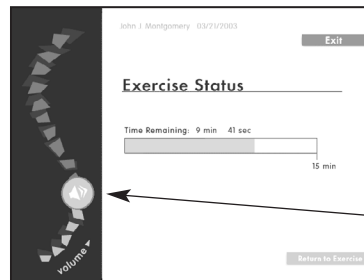 John J Montgomery 03/21/2003
Exit
Exercise Status
Time Remaining: 9 min 41 sec
15 min
volume
Return to Exercise